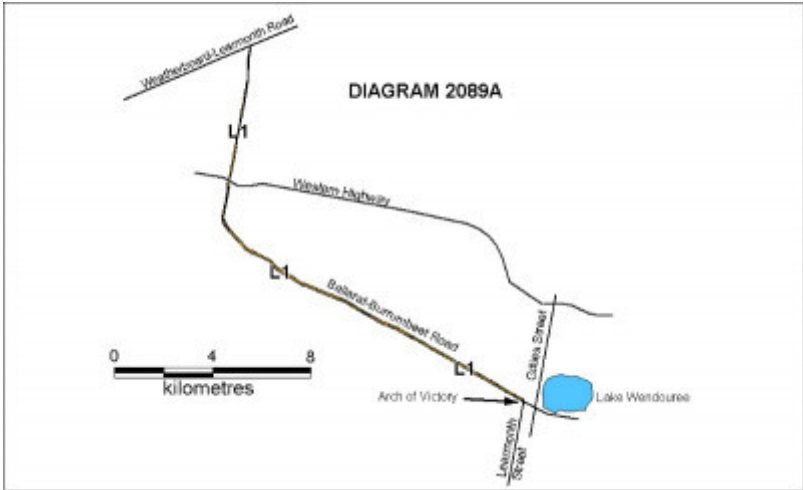 Weatherboard-Learmonth Road
DIAGRAM 2089A
L1
Western Highway
L1
Ballarat-Burrumbeet Road
Gillies Street
0 4 8
kilometres
L1
Arch of Victory
Lake Wendouree
Learmonth
Street